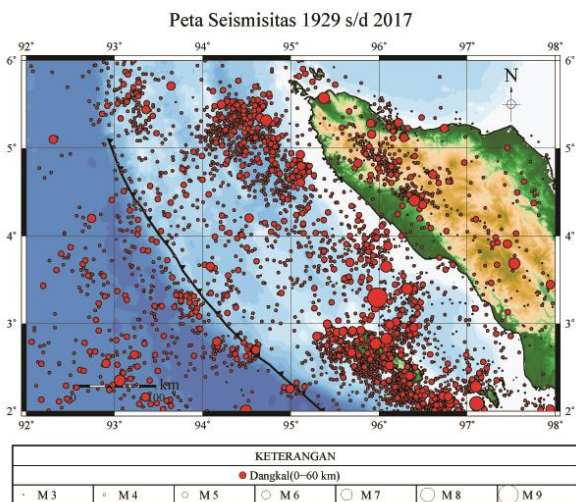 Peta Seismisitas 1929 s/d 2017
92° 93° 94° 95° 96° 97° 98°
6° 6°
N
5° 5°
4° 4°
3° 3°
km
100
2° 2°
92° 93° 94° 95° 96° 97° 98°
KETERANGAN
Dangkal(0−60 km)
M 3 M 4 M 5 M 6 M 7 M 8 M 9